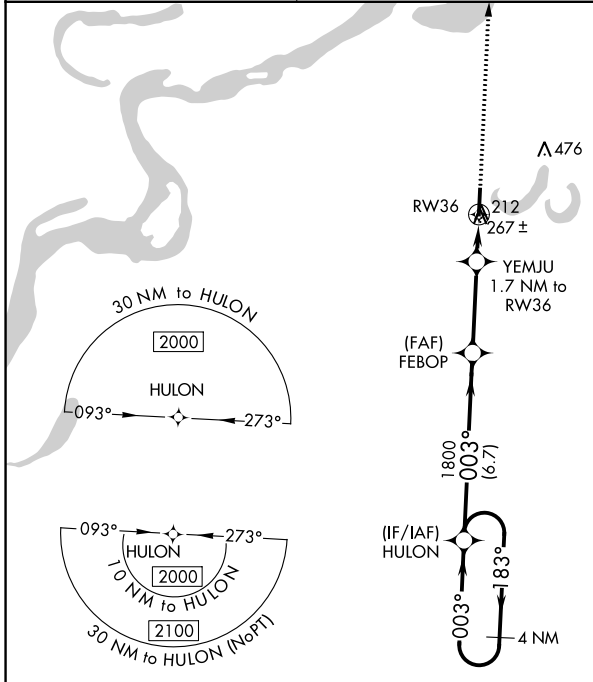 476
RW36
212
267 ±
YEMJU
1.7 NM to
RW36
30 NM to HULON
2000
HULON
093°
273°
(FAF)
FEBOP
1800
003°
(6.7)
(IF/IAF)
HULON
183°
003°
4 NM
093°
273°
HULON
2000
10 NM to HULON
2100
30 NM to HULON (NoPT)